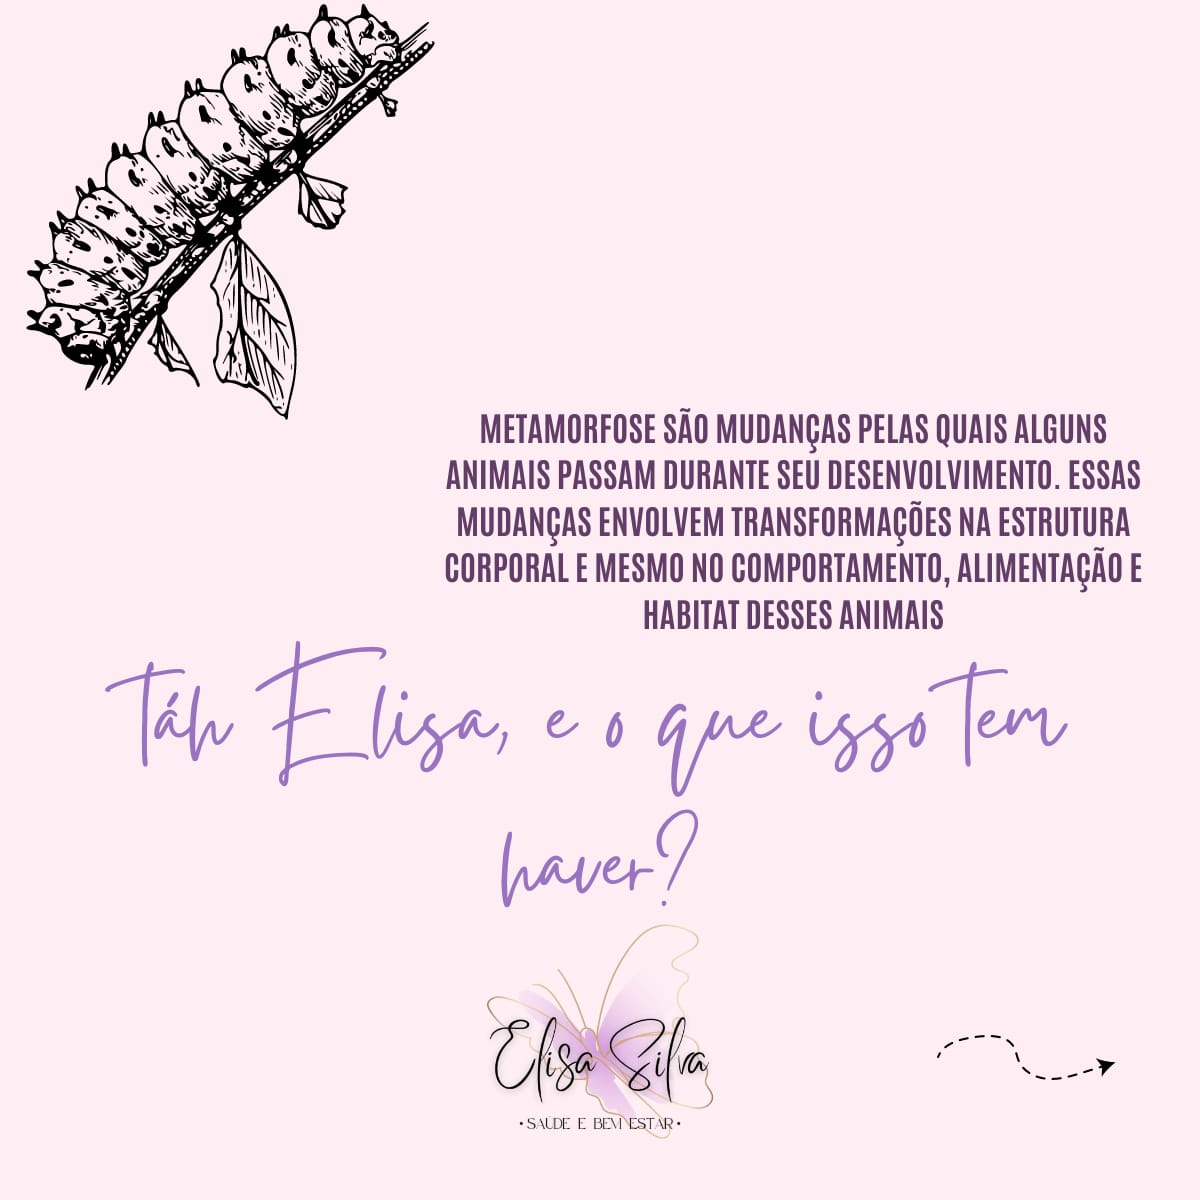 METAMORFOSE SÃO MUDANÇAS PELAS QUAIS ALGUNS
ANIMAIS PASSAM DURANTE SEU DESENVOLVIMENTO. ESSAS
MUDANÇAS ENVOLVEM TRANSFORMAÇÕES NA ESTRUTURA
CORPORAL E MESMO NO COMPORTAMENTO, ALIMENTAÇÃO E
HABITAT DESSES ANIMAIS
táh Elisa, e o que isso tem
haver?
Elisa Silva
• SAÚDE E BEM ESTAR •